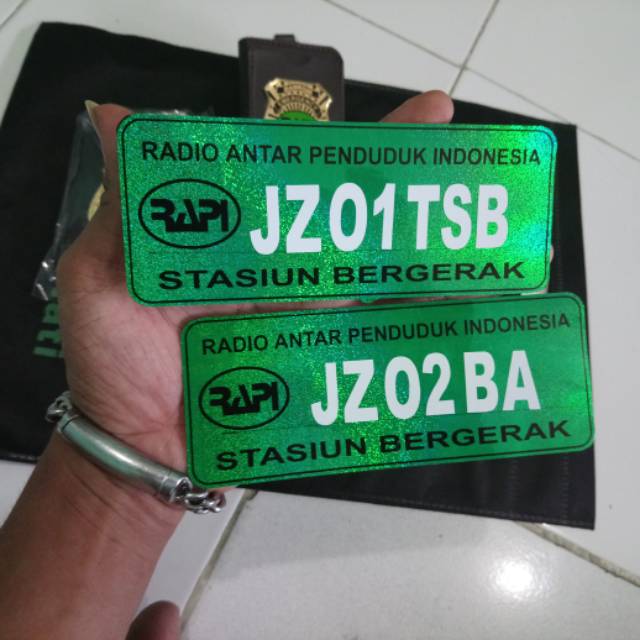 RADIO ANTAR PENDUDUK INDONESIA
RAPI
JZ01TSB
STASIUN BERGERAK
RADIO ANTAR PENDUDUK INDONESIA
RAPI
JZ02BA
STASIUN BERGERAK